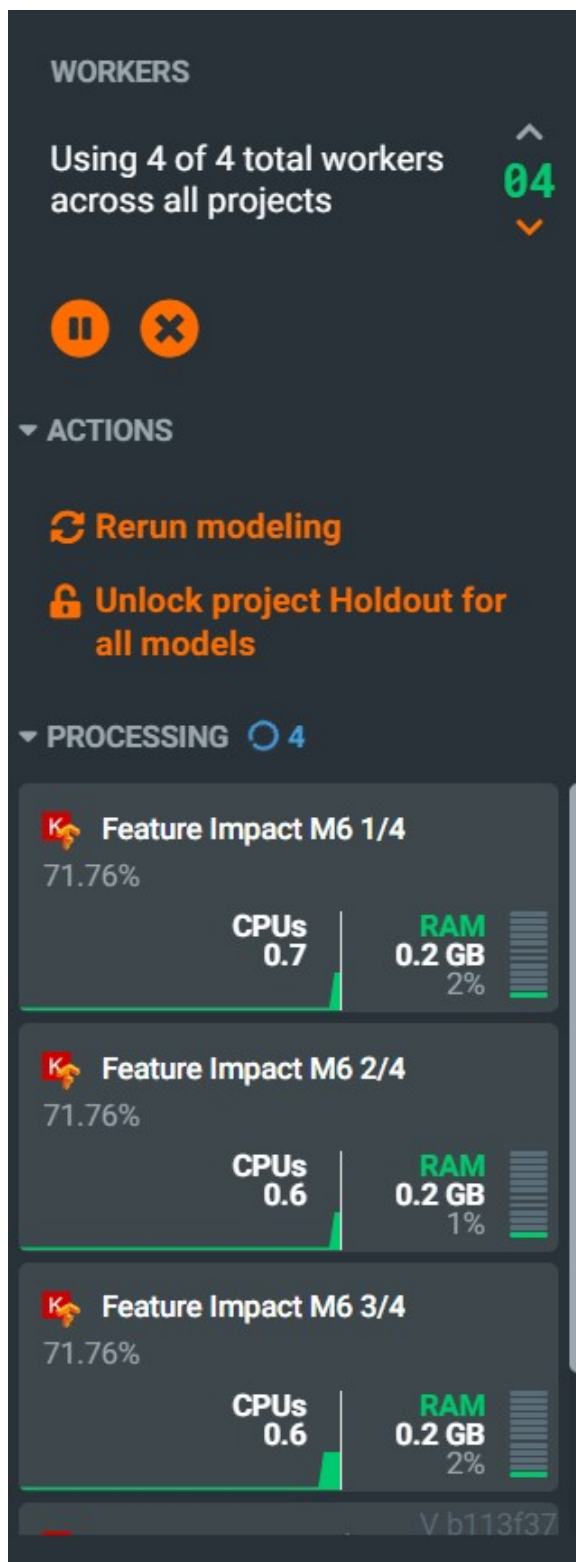 WORKERS
Using 4 of 4 total workers
across all projects
04
ACTIONS
Rerun modeling
Unlock project Holdout for
all models
PROCESSING 4
K Feature Impact M6 1/4
71.76%
CPUs RAM
0.7 0.2 GB
2%
K Feature Impact M6 2/4
71.76%
CPUs RAM
0.6 0.2 GB
1%
K Feature Impact M6 3/4
71.76%
CPUs RAM
0.6 0.2 GB
2%
V b113f37